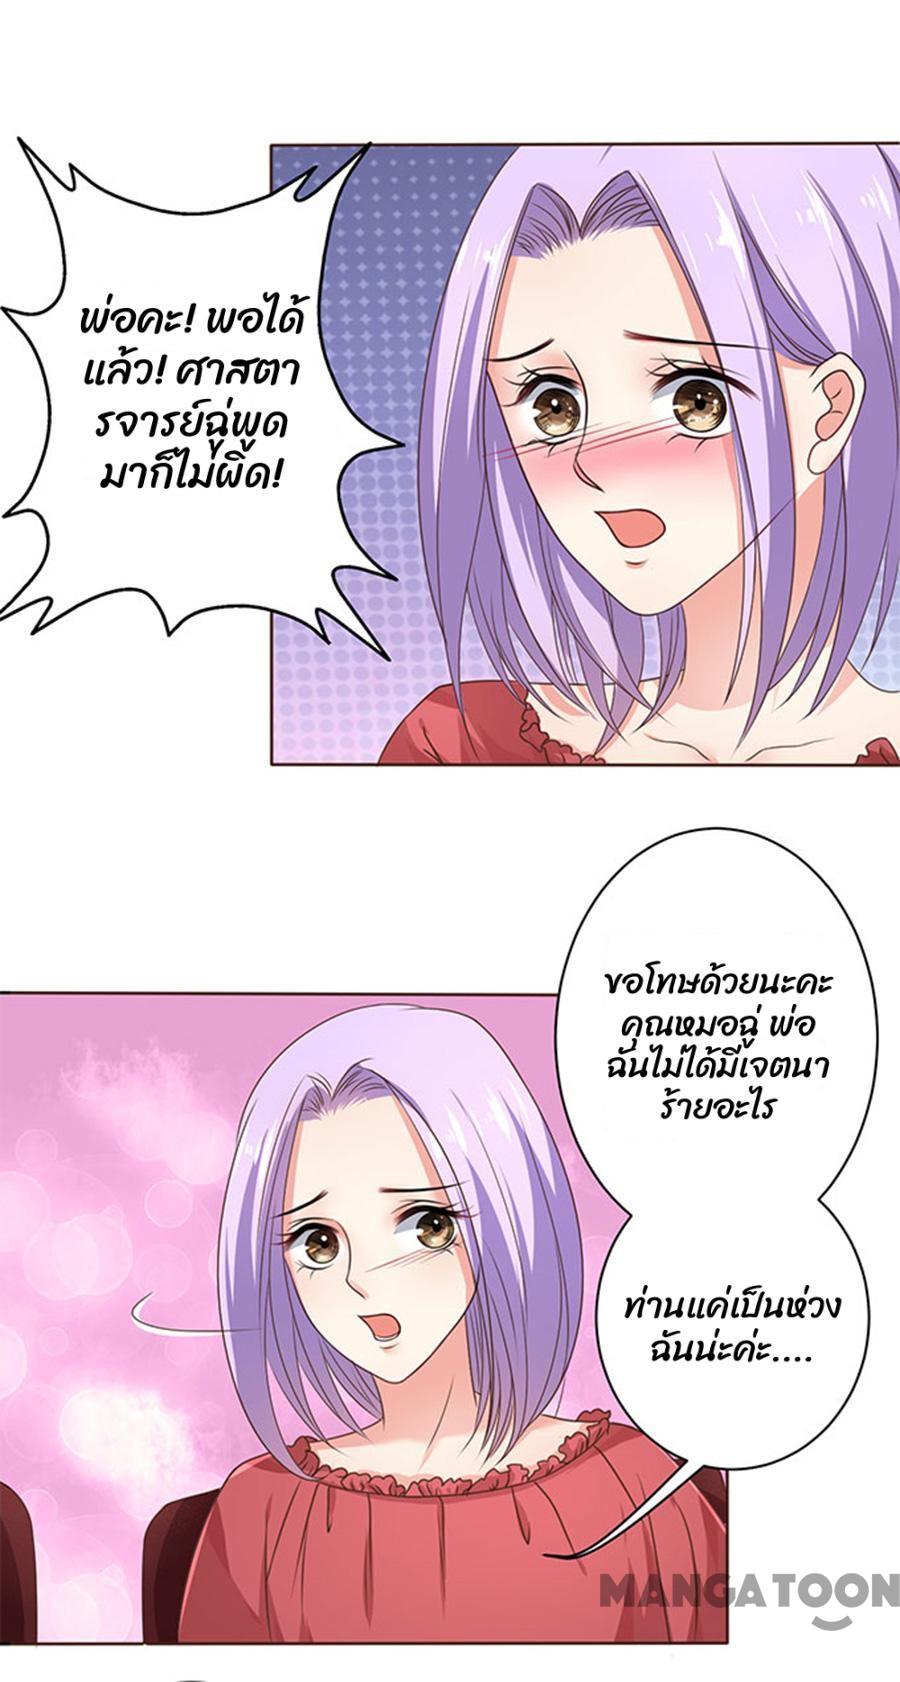 พ่อคะ! พอได้
แล้ว! ศาสตา
รจารย์ฉู่พูด
มาก็ไม่ผิด!
ขอโทษด้วยนะคะ
คุณหมอฉู่ พ่อ
ฉันไม่ได้มีเจตนา
ร้ายอะไร
ท่านแค่เป็นห่วง
ฉันน่ะค่ะ....
MANGATOON